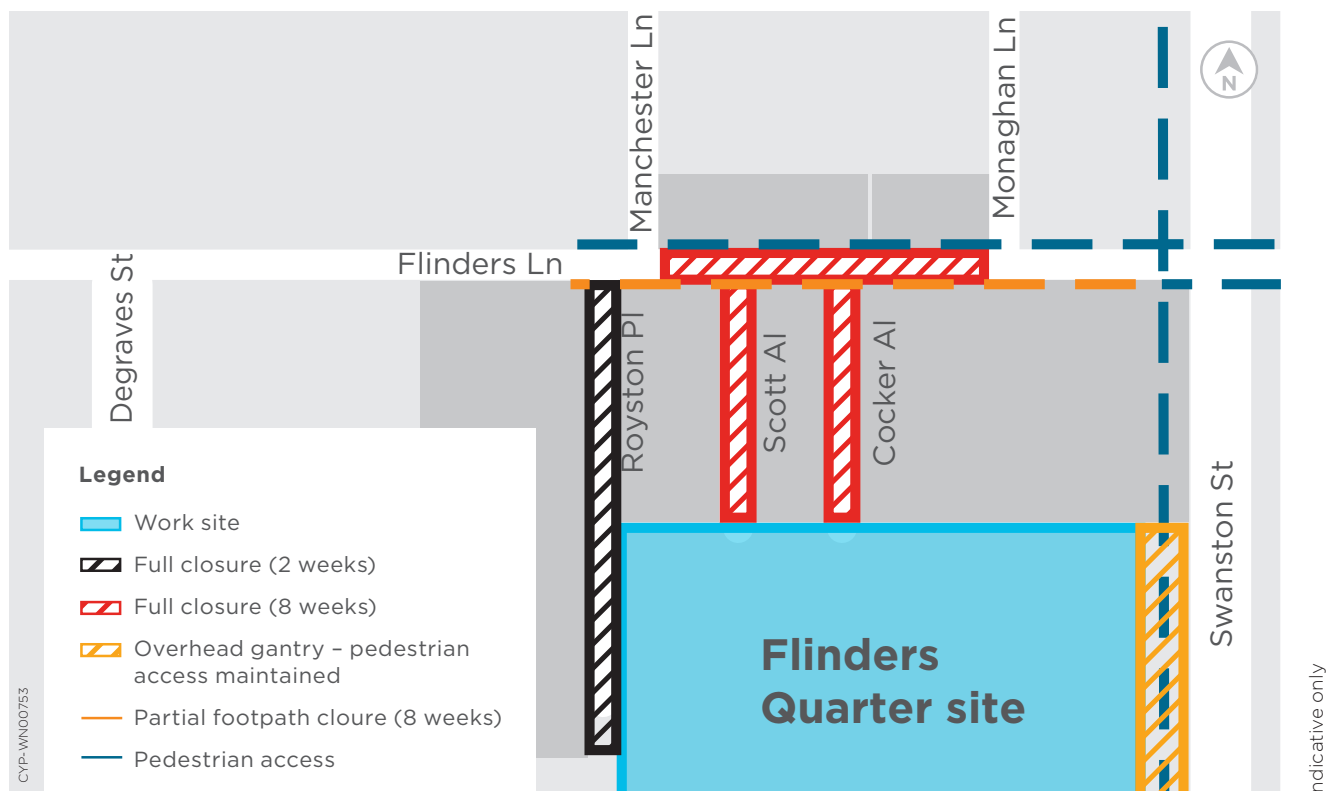 Manchester Ln
Monaghan Ln
N
Flinders Ln
Degraves St
Royston Pl
Scott Al
Cocker Al
Swanston St
Legend
Work site
Full closure (2 weeks)
Full closure (8 weeks)
Overhead gantry – pedestrian
access maintained
Partial footpath cloure (8 weeks)
Pedestrian access
Flinders
Quarter site
CYP-WN00753
ndicative only